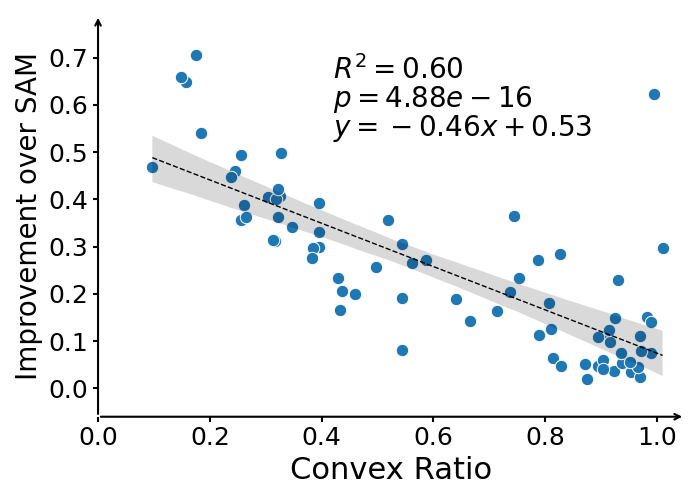 R² = 0.60
p = 4.88e − 16
y = −0.46x + 0.53
Improvement over SAM
0.7
0.6
0.5
0.4
0.3
0.2
0.1
0.0
0.0 0.2 0.4 0.6 0.8 1.0
Convex Ratio